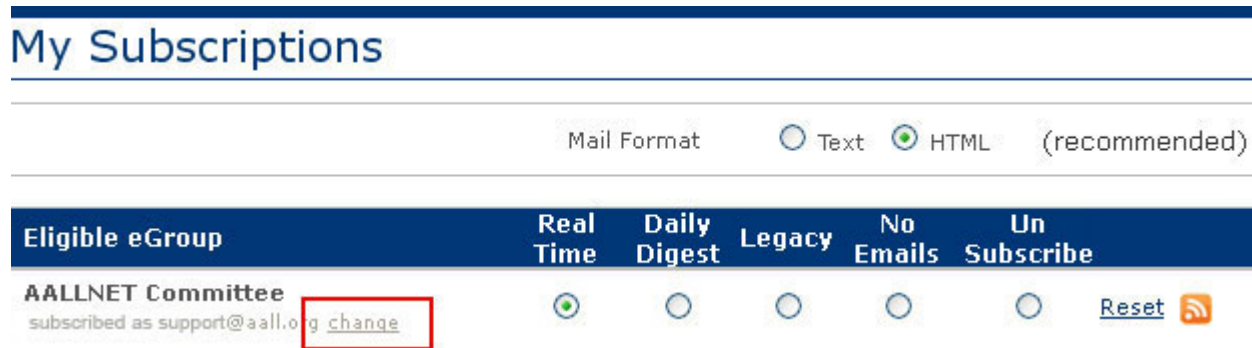 My Subscriptions
Mail Format Text HTML (recommended)
Eligible eGroup Real Time Daily Digest Legacy No Emails Un Subscribe
AALLNET Committee
subscribed as support@aall.org change Reset